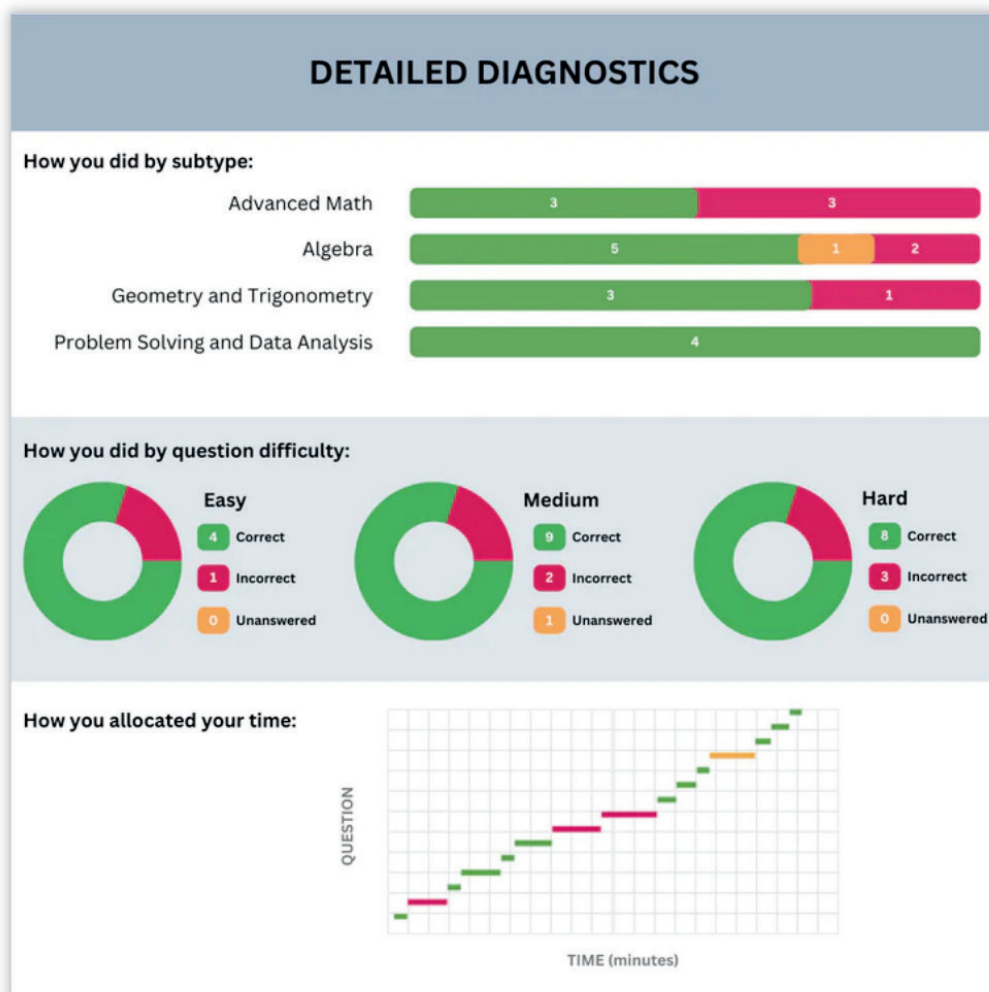 DETAILED DIAGNOSTICS
How you did by subtype:
Advanced Math 3 3
Algebra 5 1 2
Geometry and Trigonometry 3 1
Problem Solving and Data Analysis 4
How you did by question difficulty:
Easy
4 Correct
1 Incorrect
0 Unanswered
Medium
9 Correct
2 Incorrect
1 Unanswered
Hard
8 Correct
3 Incorrect
0 Unanswered
How you allocated your time:
QUESTION
TIME (minutes)